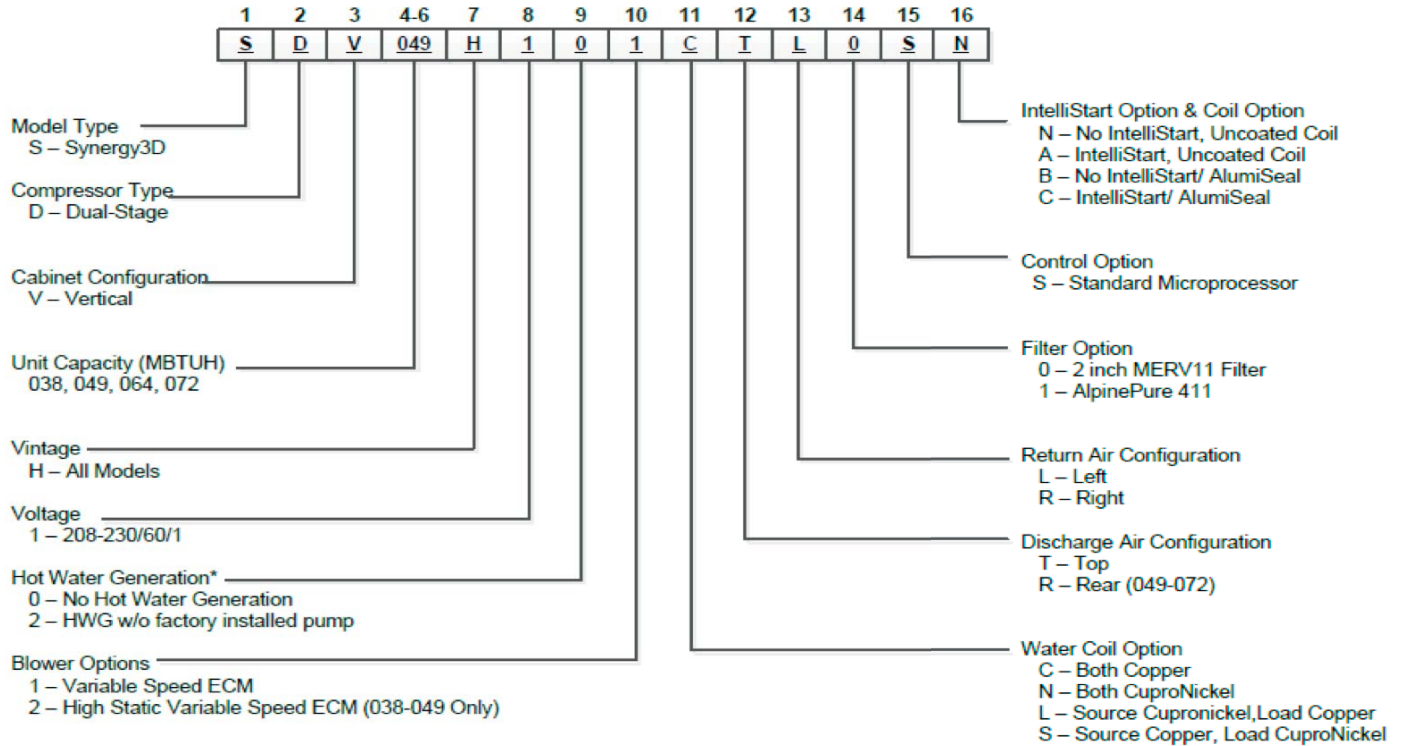 1 2 3 4-6 7 8 9 10 11 12 13 14 15 16
S D V 049 H 1 0 1 C T L 0 S N
Model Type
S – Synergy3D
Compressor Type
D – Dual-Stage
Cabinet Configuration
V – Vertical
Unit Capacity (MBTUH)
038, 049, 064, 072
Vintage
H – All Models
Voltage
1 – 208-230/60/1
Hot Water Generation*
0 – No Hot Water Generation
2 – HWG w/o factory installed pump
Blower Options
1 – Variable Speed ECM
2 – High Static Variable Speed ECM (038-049 Only)
IntelliStart Option & Coil Option
N – No IntelliStart, Uncoated Coil
A – IntelliStart, Uncoated Coil
B – No IntelliStart/ AlumiSeal
C – IntelliStart/ AlumiSeal
Control Option
S – Standard Microprocessor
Filter Option
0 – 2 inch MERV11 Filter
1 – AlpinePure 411
Return Air Configuration
L – Left
R – Right
Discharge Air Configuration
T – Top
R – Rear (049-072)
Water Coil Option
C – Both Copper
N – Both CuproNickel
L – Source Cupronickel,Load Copper
S – Source Copper, Load CuproNickel